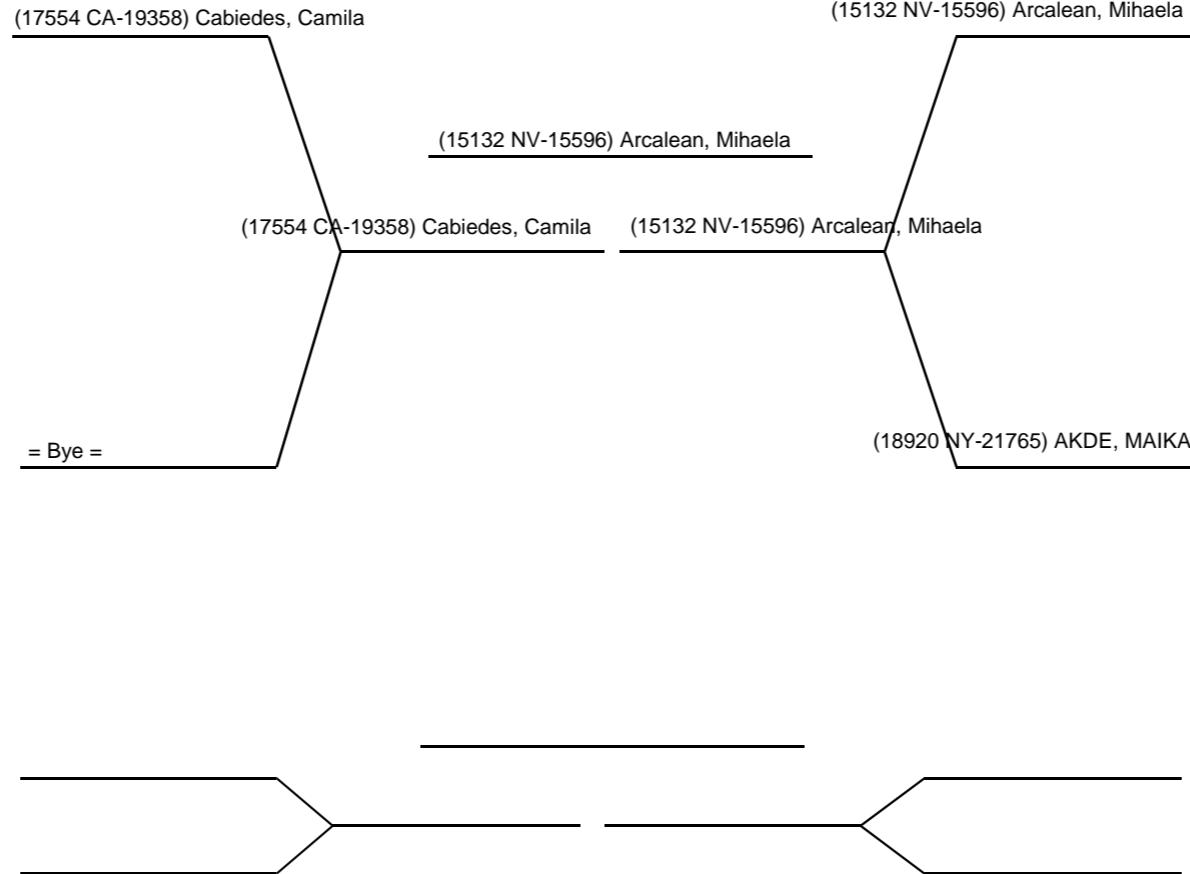 (17554 CA-19358) Cabiedes, Camila
(15132 NV-15596) Arcalean, Mihaela
(15132 NV-15596) Arcalean, Mihaela
(17554 CA-19358) Cabiedes, Camila
(15132 NV-15596) Arcalean, Mihaela
= Bye =
(18920 NY-21765) AKDE, MAIKA